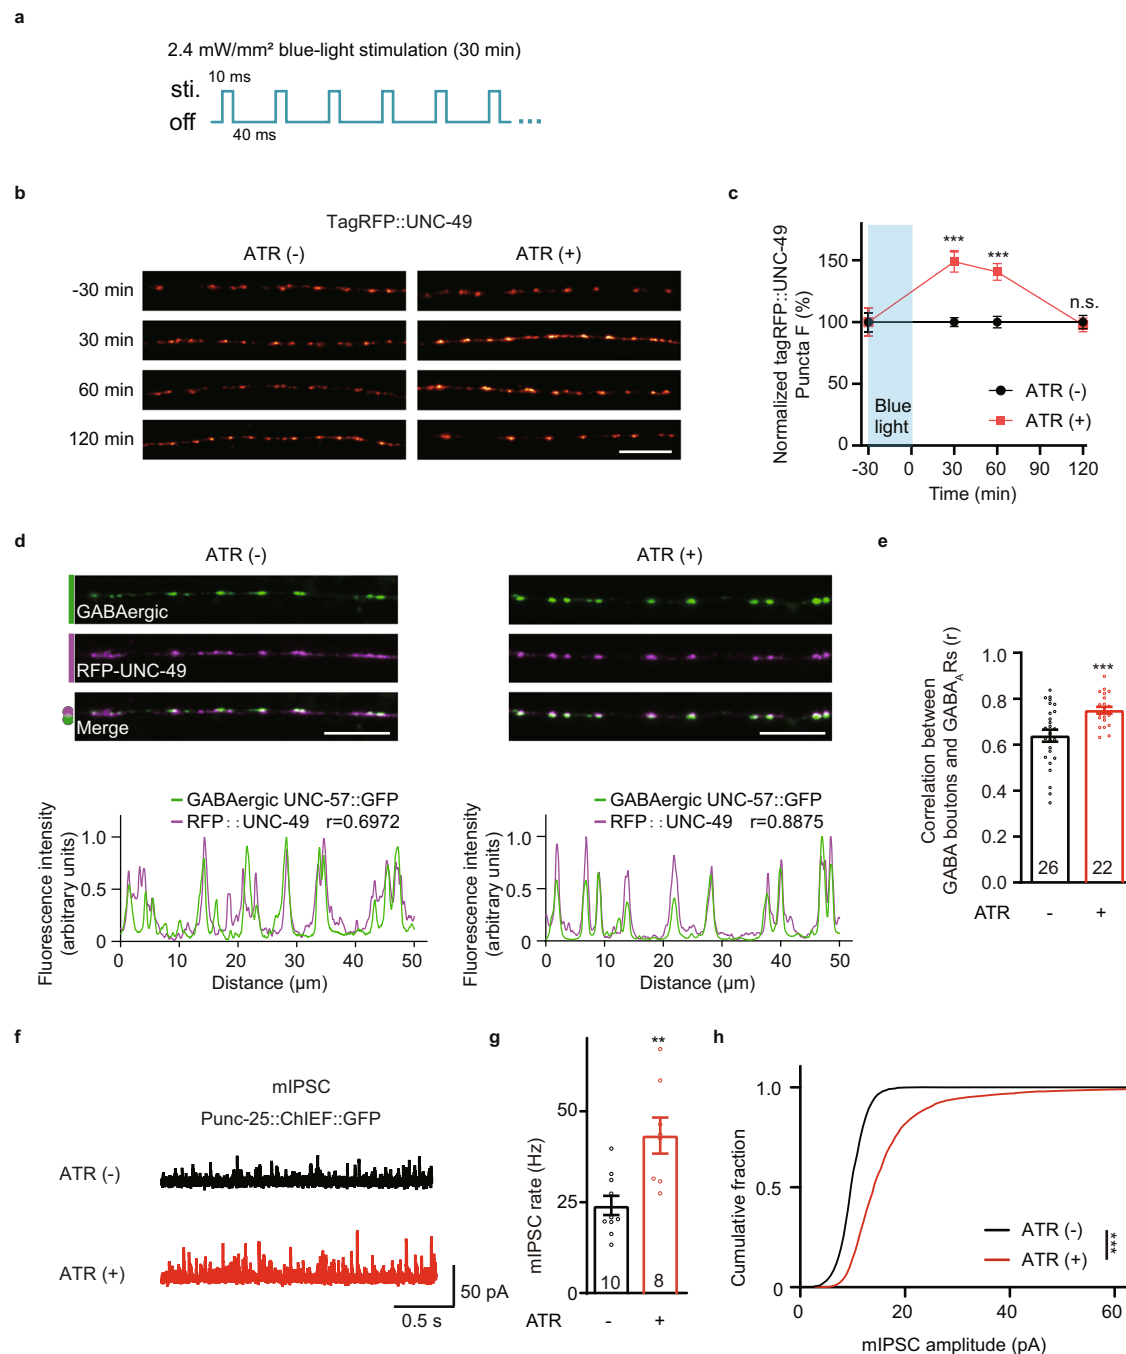 a
2.4 mW/mm² blue-light stimulation (30 min)
10 ms
sti.
off
40 ms
b
TagRFP::UNC-49
ATR (-)
ATR (+)
-30 min
30 min
60 min
120 min
c
Normalized tagRFP::UNC-49
Puncta F (%)
150
100
50
0
***
***
n.s.
Blue
light
ATR (-)
ATR (+)
-30
0
30
60
90
120
Time (min)
d
ATR (-)
ATR (+)
GABAergic
RFP-UNC-49
Merge
Fluorescence intensity
(arbitrary units)
GABAergic UNC-57::GFP
RFP::UNC-49 r=0.6972
1.0
0.5
0
0
10
20
30
40
50
Distance (µm)
Fluorescence intensity
(arbitrary units)
GABAergic UNC-57::GFP
RFP::UNC-49 r=0.8875
1.0
0.5
0
0
10
20
30
40
50
Distance (µm)
e
Correlation between
GABA boutons and GABAA Rs (r)
1.0
0.8
0.6
0.4
0.2
0.0
***
26
22
ATR
-
+
f
mIPSC
Punc-25::ChIEF::GFP
ATR (-)
ATR (+)
50 pA
0.5 s
g
mIPSC rate (Hz)
50
25
0
**
10
8
ATR
-
+
h
Cumulative fraction
1.0
0.5
0
ATR (-)
ATR (+)
***
0
20
40
60
mIPSC amplitude (pA)